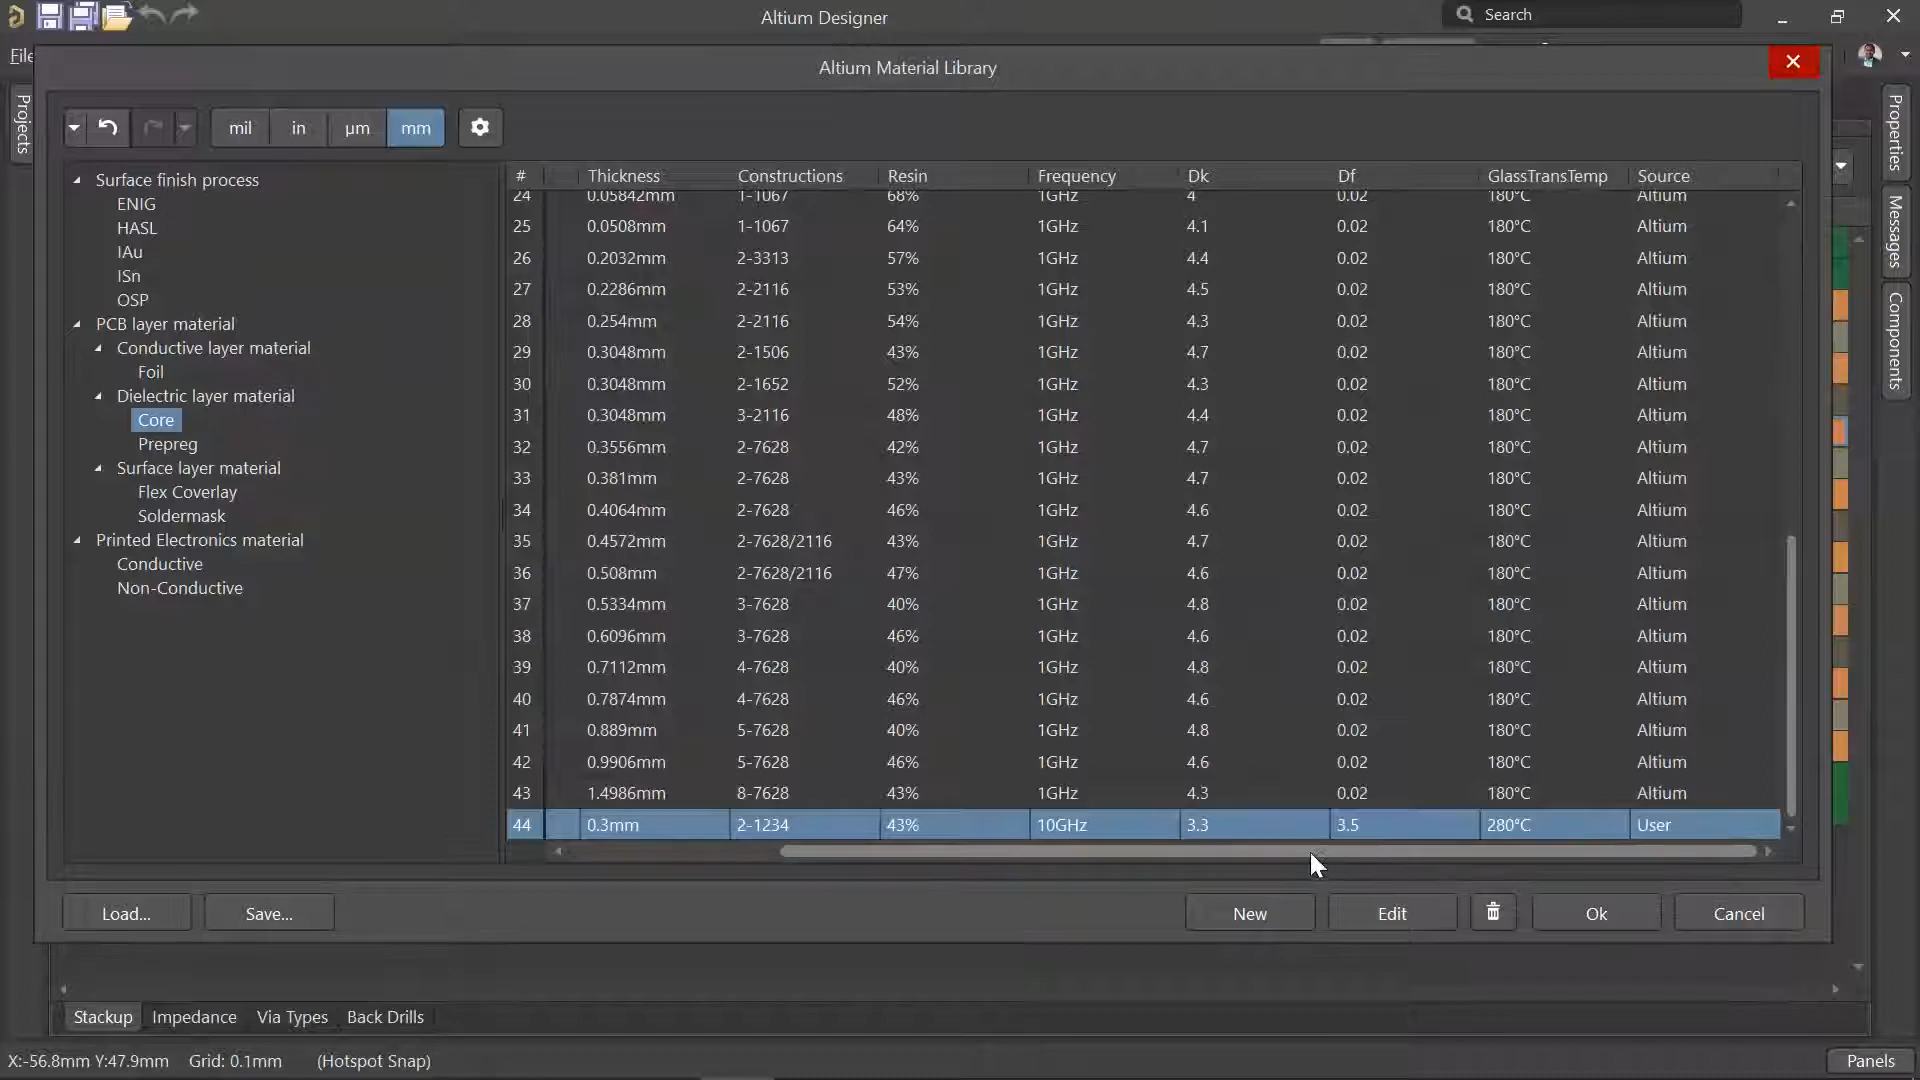 Altium Designer
Search
File
Altium Material Library
Projects
mil in µm mm
Surface finish process
ENIG
HASL
IAu
ISn
OSP
PCB layer material
Conductive layer material
Foil
Dielectric layer material
Core
Prepreg
Surface layer material
Flex Coverlay
Soldermask
Printed Electronics material
Conductive
Non-Conductive
# Thickness Constructions Resin Frequency Dk Df GlassTransTemp Source
24 0.05842mm 1-1067 68% 1GHz 4 0.02 180°C Altium
25 0.0508mm 1-1067 64% 1GHz 4.1 0.02 180°C Altium
26 0.2032mm 2-3313 57% 1GHz 4.4 0.02 180°C Altium
27 0.2286mm 2-2116 53% 1GHz 4.5 0.02 180°C Altium
28 0.254mm 2-2116 54% 1GHz 4.3 0.02 180°C Altium
29 0.3048mm 2-1506 43% 1GHz 4.7 0.02 180°C Altium
30 0.3048mm 2-1652 52% 1GHz 4.3 0.02 180°C Altium
31 0.3048mm 3-2116 48% 1GHz 4.4 0.02 180°C Altium
32 0.3556mm 2-7628 42% 1GHz 4.7 0.02 180°C Altium
33 0.381mm 2-7628 43% 1GHz 4.7 0.02 180°C Altium
34 0.4064mm 2-7628 46% 1GHz 4.6 0.02 180°C Altium
35 0.4572mm 2-7628/2116 43% 1GHz 4.7 0.02 180°C Altium
36 0.508mm 2-7628/2116 47% 1GHz 4.6 0.02 180°C Altium
37 0.5334mm 3-7628 40% 1GHz 4.8 0.02 180°C Altium
38 0.6096mm 3-7628 46% 1GHz 4.6 0.02 180°C Altium
39 0.7112mm 4-7628 40% 1GHz 4.8 0.02 180°C Altium
40 0.7874mm 4-7628 46% 1GHz 4.6 0.02 180°C Altium
41 0.889mm 5-7628 40% 1GHz 4.8 0.02 180°C Altium
42 0.9906mm 5-7628 46% 1GHz 4.6 0.02 180°C Altium
43 1.4986mm 8-7628 43% 1GHz 4.3 0.02 180°C Altium
44 0.3mm 2-1234 43% 10GHz 3.3 3.5 280°C User
Properties
Messages
Components
Load... Save... New Edit Ok Cancel
Stackup Impedance Via Types Back Drills
X:-56.8mm Y:47.9mm Grid: 0.1mm (Hotspot Snap)
Panels